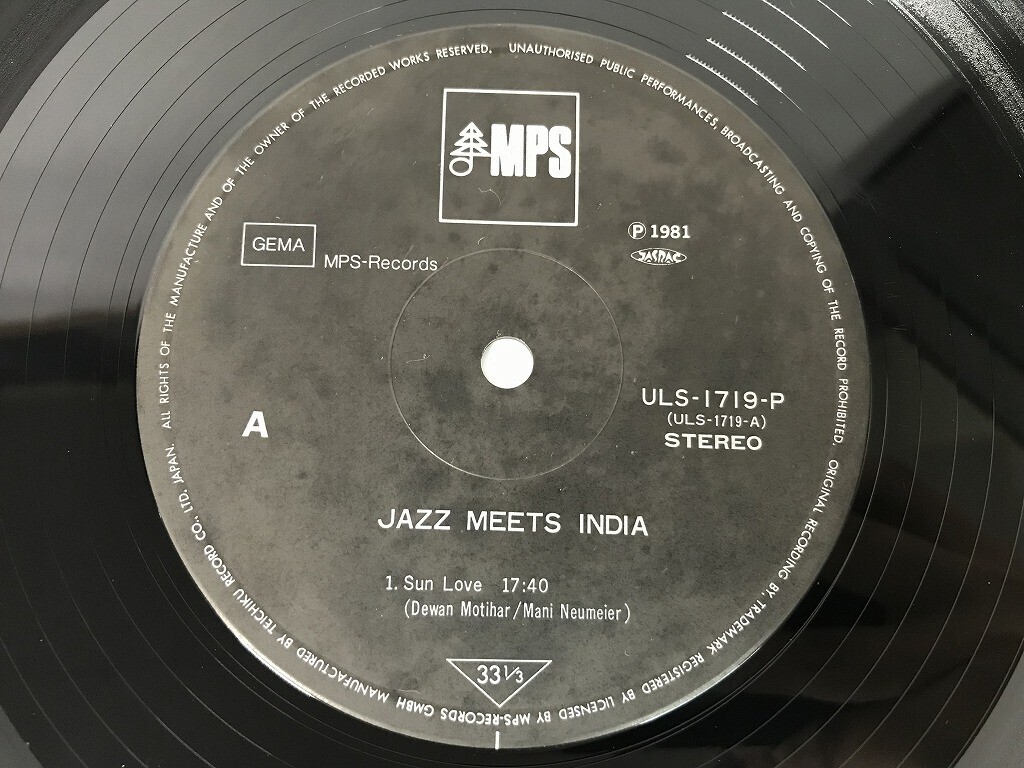 MPS
GEMA
MPS-Records
Ⓟ 1981
JASRAC
ULS-1719-P
(ULS-1719-A)
STEREO
A
JAZZ MEETS INDIA
1. Sun Love 17:40
(Dewan Motihar/Mani Neumeier)
33 1/3
MANUFACTURED BY TEICHIKU RECORD CO., LTD. JAPAN. ALL RIGHTS OF THE MANUFACTURE AND OF THE OWNER OF THE RECORDED WORKS RESERVED. UNAUTHORISED PUBLIC PERFORMANCES, BROADCASTING AND COPYING OF THE RECORD PROHIBITED. ORIGINAL RECORDING BY. TRADEMARK REGISTERED BY LICENSED BY MPS-RECORDS GMBH